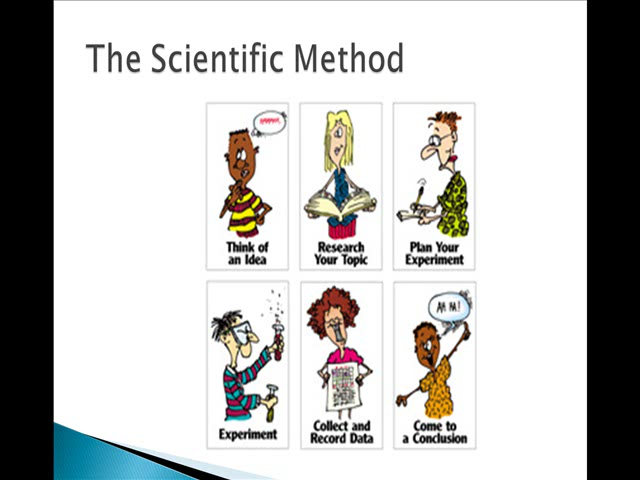 The Scientific Method
Think of
an Idea
Research
Your Topic
Plan Your
Experiment
AH HA!
Experiment
Collect and
Record Data
Come to
a Conclusion